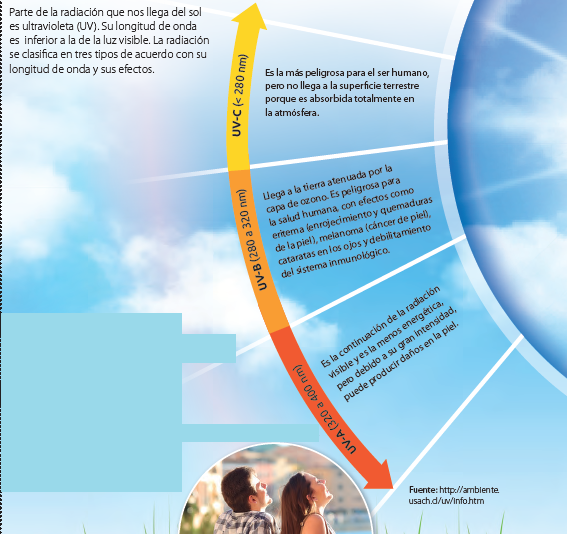 Parte de la radiación que nos llega del sol
es ultravioleta (UV). Su longitud de onda
es inferior a la de la luz visible. La radiación
se clasifica en tres tipos de acuerdo con su
longitud de onda y sus efectos.
UV-C (< 280 nm)
Es la más peligrosa para el ser humano,
pero no llega a la superficie terrestre
porque es absorbida totalmente en
la atmósfera.
UV-B (280 a 320 nm)
Llega a la tierra atenuada por la
capa de ozono. Es peligrosa para
la salud humana, con efectos como
eritema (enrojecimiento y quemaduras
de la piel), melanoma (cáncer de piel),
cataratas en los ojos y debilitamiento
del sistema inmunológico.
UV-A (320 a 400 nm)
Es la continuación de la radiación
visible y es la menos energética,
pero debido a su gran intensidad,
puede producir daños en la piel.
Fuente: http://ambiente.
usach.cl/uv/info.htm